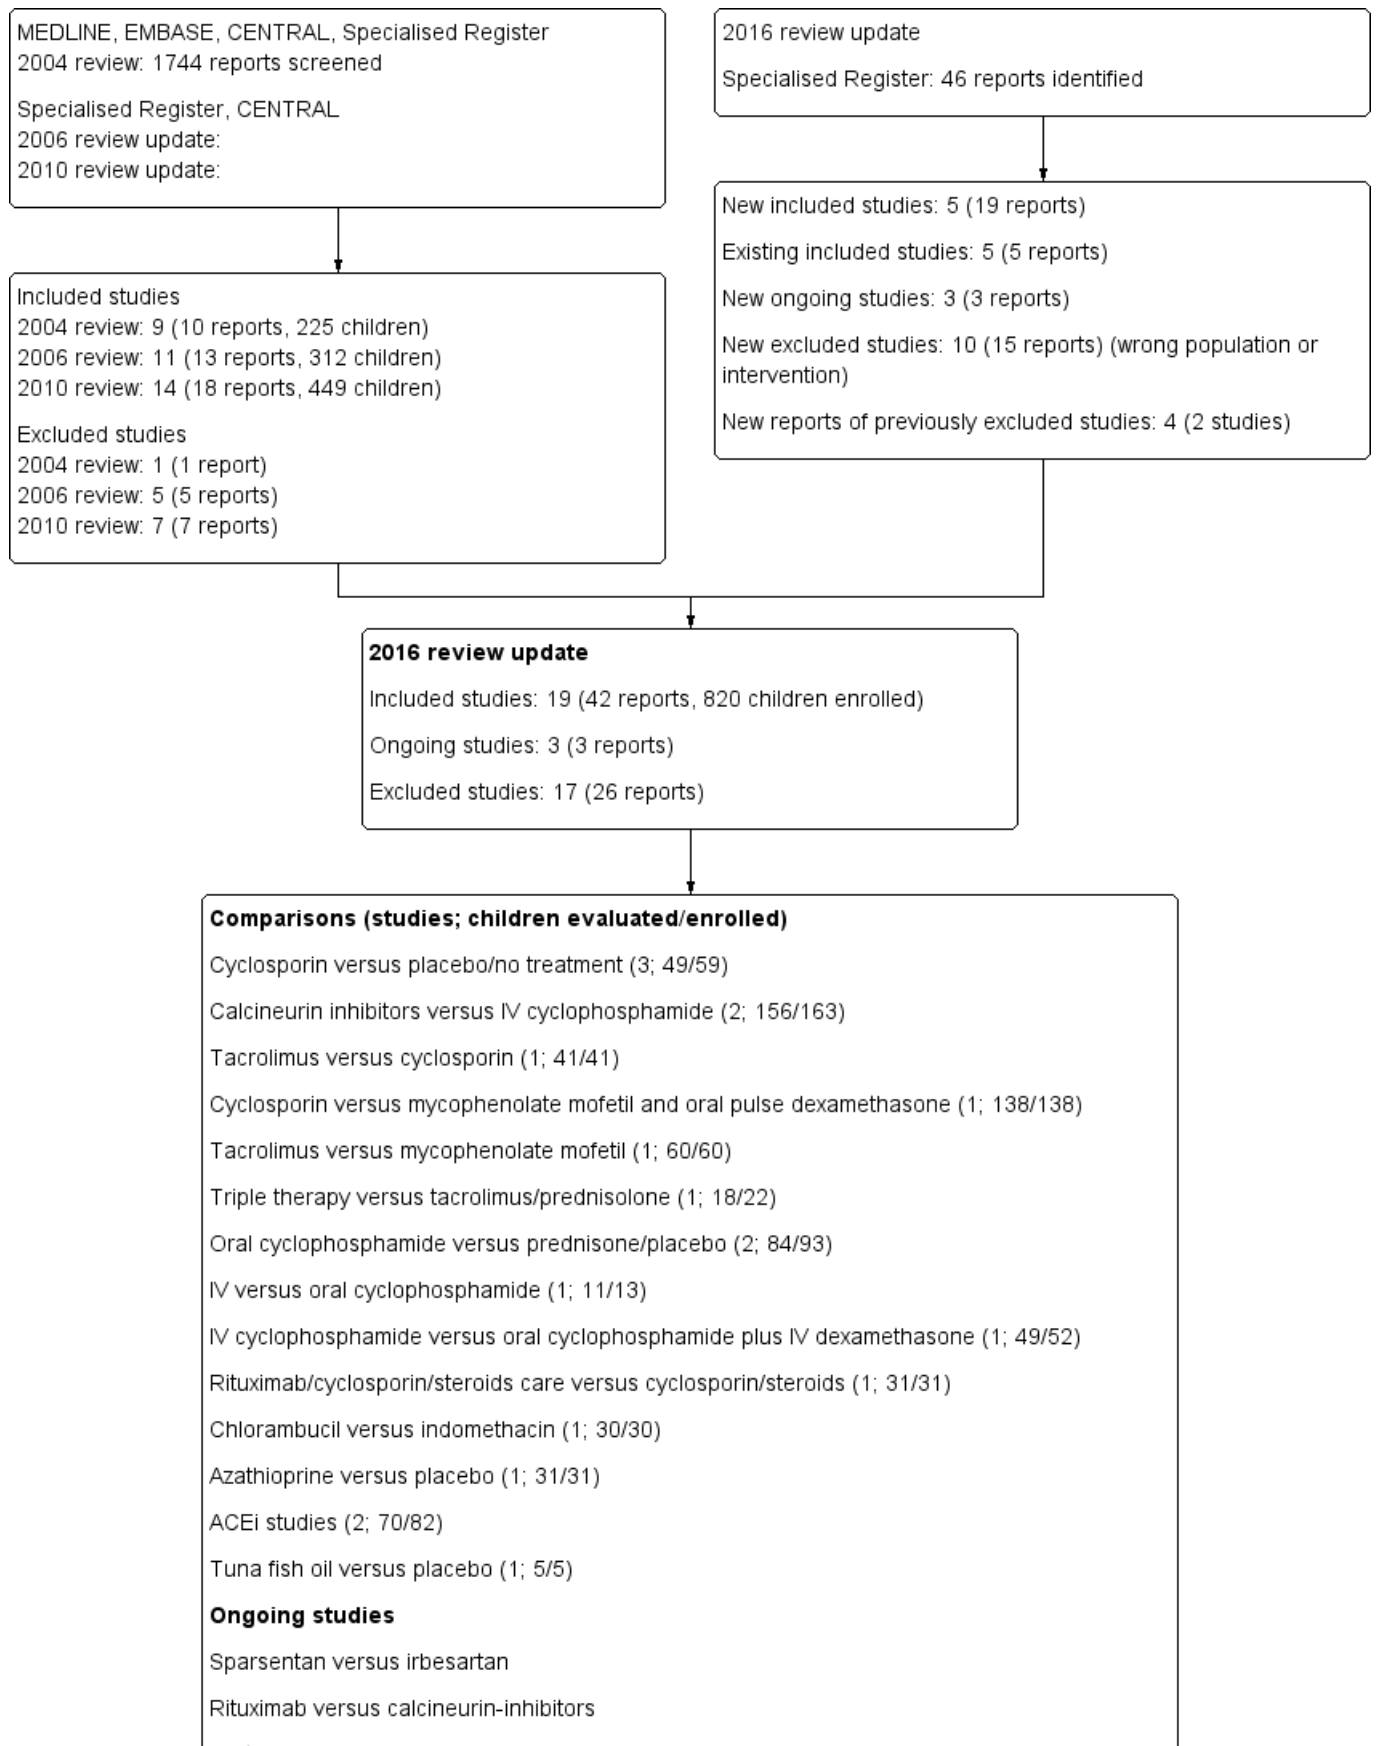 MEDLINE, EMBASE, CENTRAL, Specialised Register
2004 review: 1744 reports screened
Specialised Register, CENTRAL
2006 review update:
2010 review update:
2016 review update
Specialised Register: 46 reports identified
Included studies
2004 review: 9 (10 reports, 225 children)
2006 review: 11 (13 reports, 312 children)
2010 review: 14 (18 reports, 449 children)
Excluded studies
2004 review: 1 (1 report)
2006 review: 5 (5 reports)
2010 review: 7 (7 reports)
New included studies: 5 (19 reports)
Existing included studies: 5 (5 reports)
New ongoing studies: 3 (3 reports)
New excluded studies: 10 (15 reports) (wrong population or
intervention)
New reports of previously excluded studies: 4 (2 studies)
2016 review update
Included studies: 19 (42 reports, 820 children enrolled)
Ongoing studies: 3 (3 reports)
Excluded studies: 17 (26 reports)
Comparisons (studies; children evaluated/enrolled)
Cyclosporin versus placebo/no treatment (3; 49/59)
Calcineurin inhibitors versus IV cyclophosphamide (2; 156/163)
Tacrolimus versus cyclosporin (1; 41/41)
Cyclosporin versus mycophenolate mofetil and oral pulse dexamethasone (1; 138/138)
Tacrolimus versus mycophenolate mofetil (1; 60/60)
Triple therapy versus tacrolimus/prednisolone (1; 18/22)
Oral cyclophosphamide versus prednisone/placebo (2; 84/93)
IV versus oral cyclophosphamide (1; 11/13)
IV cyclophosphamide versus oral cyclophosphamide plus IV dexamethasone (1; 49/52)
Rituximab/cyclosporin/steroids care versus cyclosporin/steroids (1; 31/31)
Chlorambucil versus indomethacin (1; 30/30)
Azathioprine versus placebo (1; 31/31)
ACEi studies (2; 70/82)
Tuna fish oil versus placebo (1; 5/5)
Ongoing studies
Sparsentan versus irbesartan
Rituximab versus calcineurin-inhibitors